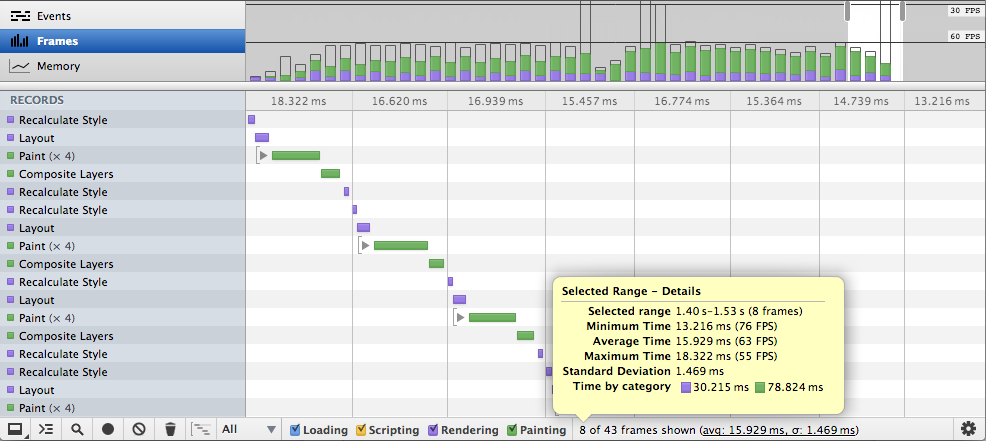 Events
Frames
Memory
30 FPS
60 FPS
RECORDS
18.322 ms 16.620 ms 16.939 ms 15.457 ms 16.774 ms 15.364 ms 14.739 ms 13.216 ms
Recalculate Style
Layout
Paint (× 4)
Composite Layers
Recalculate Style
Recalculate Style
Layout
Paint (× 4)
Composite Layers
Recalculate Style
Layout
Paint (× 4)
Composite Layers
Recalculate Style
Recalculate Style
Layout
Paint (× 4)
Selected Range – Details
Selected range 1.40 s–1.53 s (8 frames)
Minimum Time 13.216 ms (76 FPS)
Average Time 15.929 ms (63 FPS)
Maximum Time 18.322 ms (55 FPS)
Standard Deviation 1.469 ms
Time by category 30.215 ms 78.824 ms
All Loading Scripting Rendering Painting 8 of 43 frames shown (avg: 15.929 ms, σ: 1.469 ms)